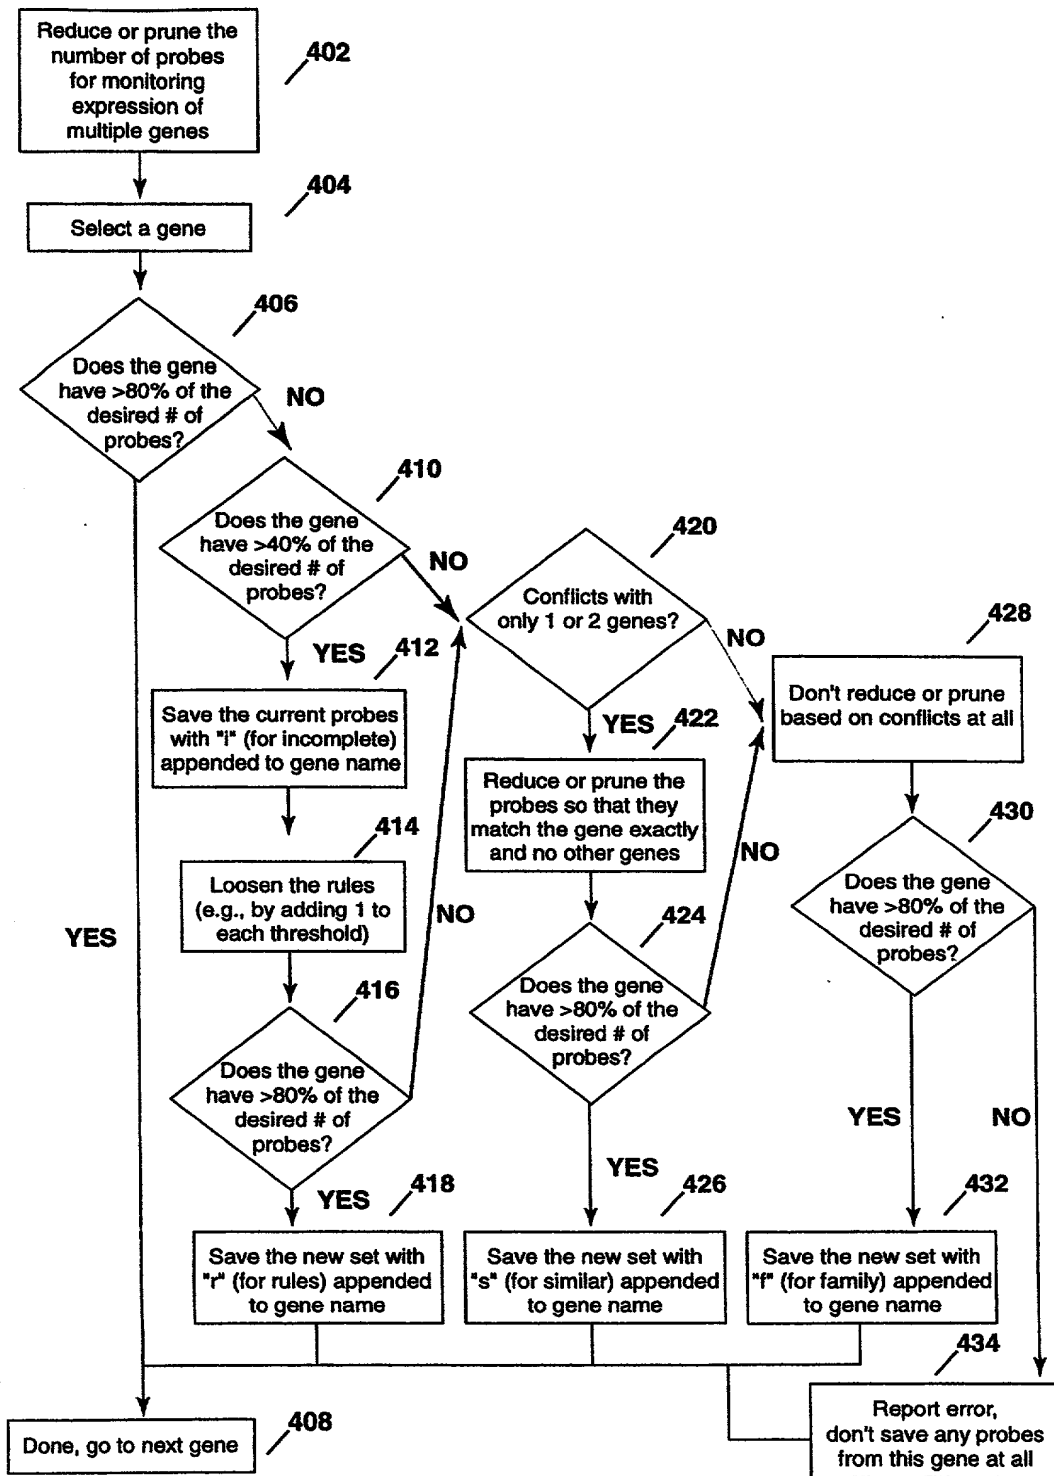 Reduce or prune the
number of probes
for monitoring
expression of
multiple genes
402
Select a gene
404
Does the gene
have >80% of the
desired # of
probes?
406
NO
YES
Does the gene
have >40% of the
desired # of
probes?
410
NO
YES
412
Save the current probes
with "i" (for incomplete)
appended to gene name
414
Loosen the rules
(e.g., by adding 1 to
each threshold)
416
Does the gene
have >80% of the
desired # of
probes?
NO
YES
418
Save the new set with
"r" (for rules) appended
to gene name
420
Conflicts with
only 1 or 2 genes?
NO
YES
422
Reduce or prune the
probes so that they
match the gene exactly
and no other genes
424
Does the gene
have >80% of the
desired # of
probes?
NO
YES
426
Save the new set with
"s" (for similar) appended
to gene name
428
Don't reduce or prune
based on conflicts at all
430
Does the gene
have >80% of the
desired # of
probes?
YES
NO
432
Save the new set with
"f" (for family) appended
to gene name
434
Report error,
don't save any probes
from this gene at all
Done, go to next gene
408